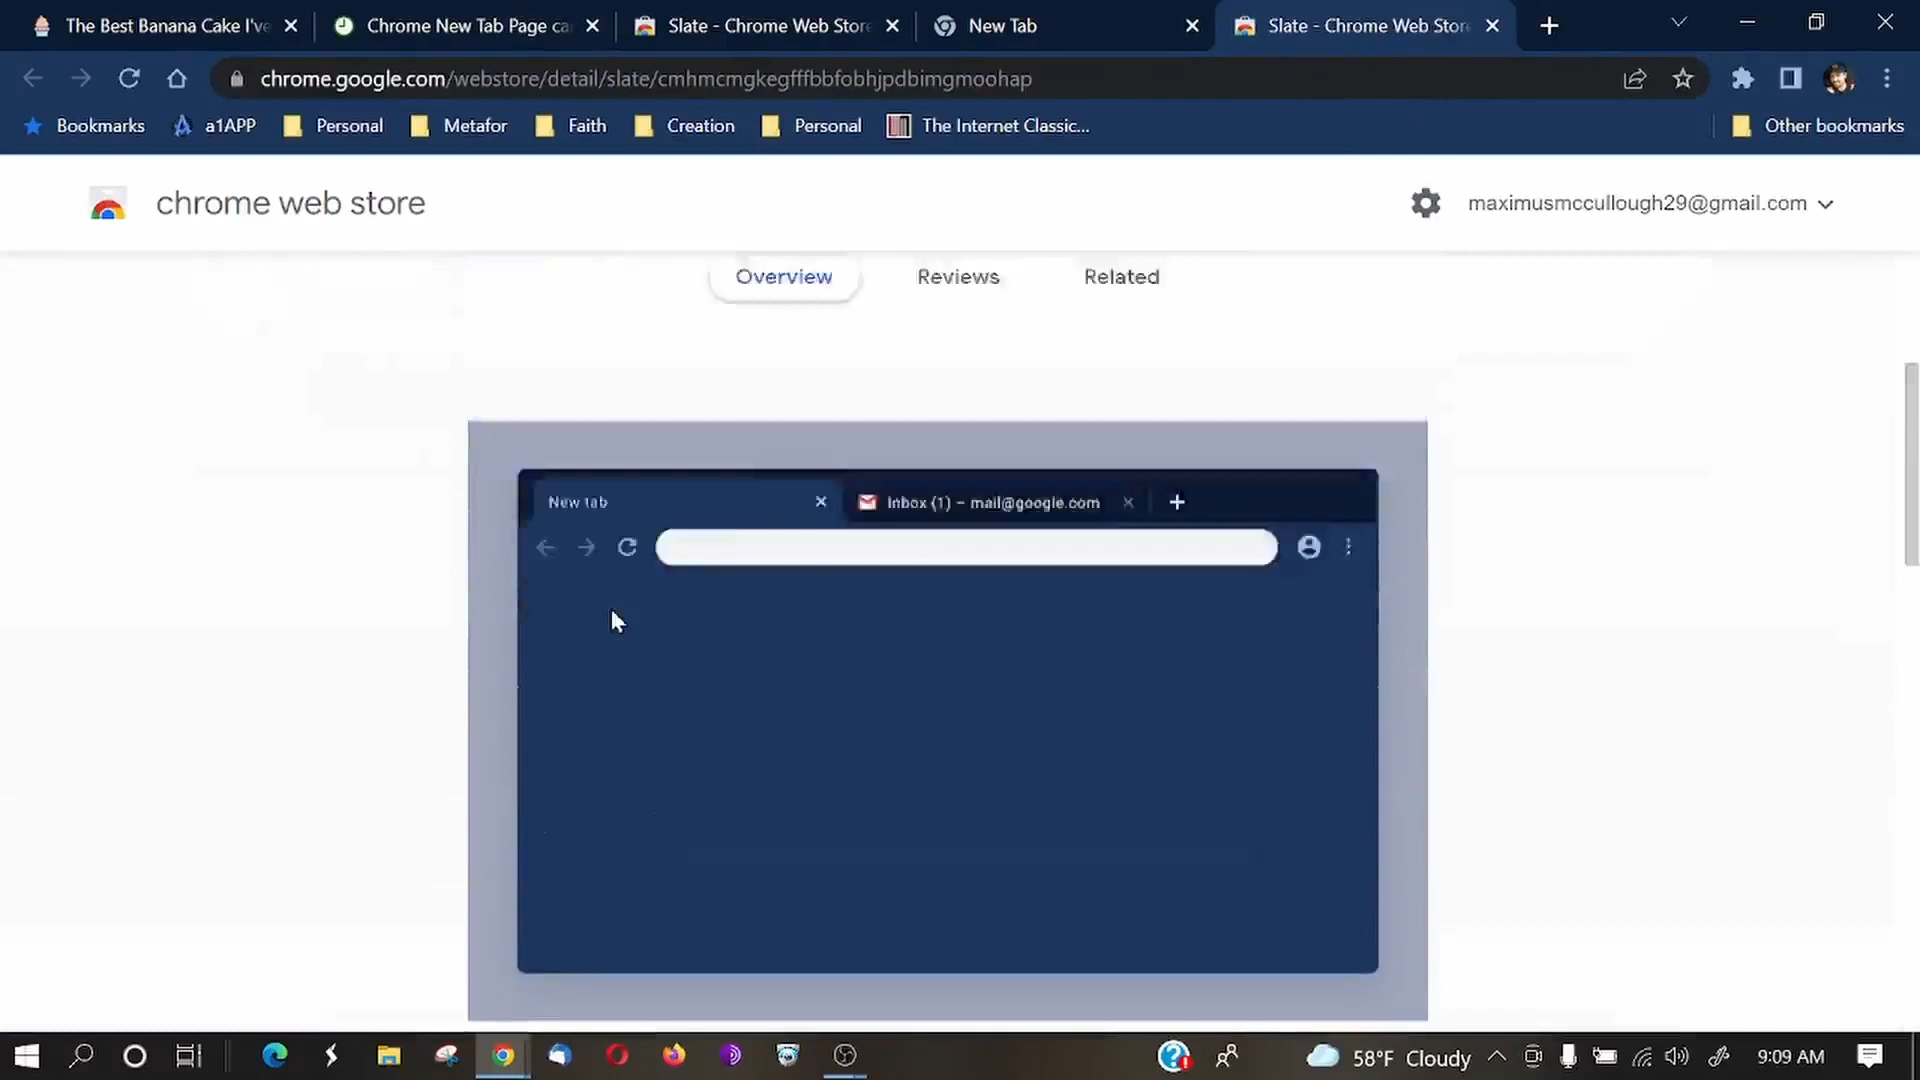 The Best Banana Cake I've
Chrome New Tab Page ca
Slate - Chrome Web Store
New Tab
Slate - Chrome Web Stor
chrome.google.com/webstore/detail/slate/cmhmcmgkegfffbbfobhjpdbimgmoohap
Bookmarks
a1APP
Personal
Metafor
Faith
Creation
Personal
The Internet Classic...
Other bookmarks
chrome web store
maximusmccullough29@gmail.com
Overview
Reviews
Related
New tab
Inbox (1) – mail@google.com
58°F Cloudy
9:09 AM